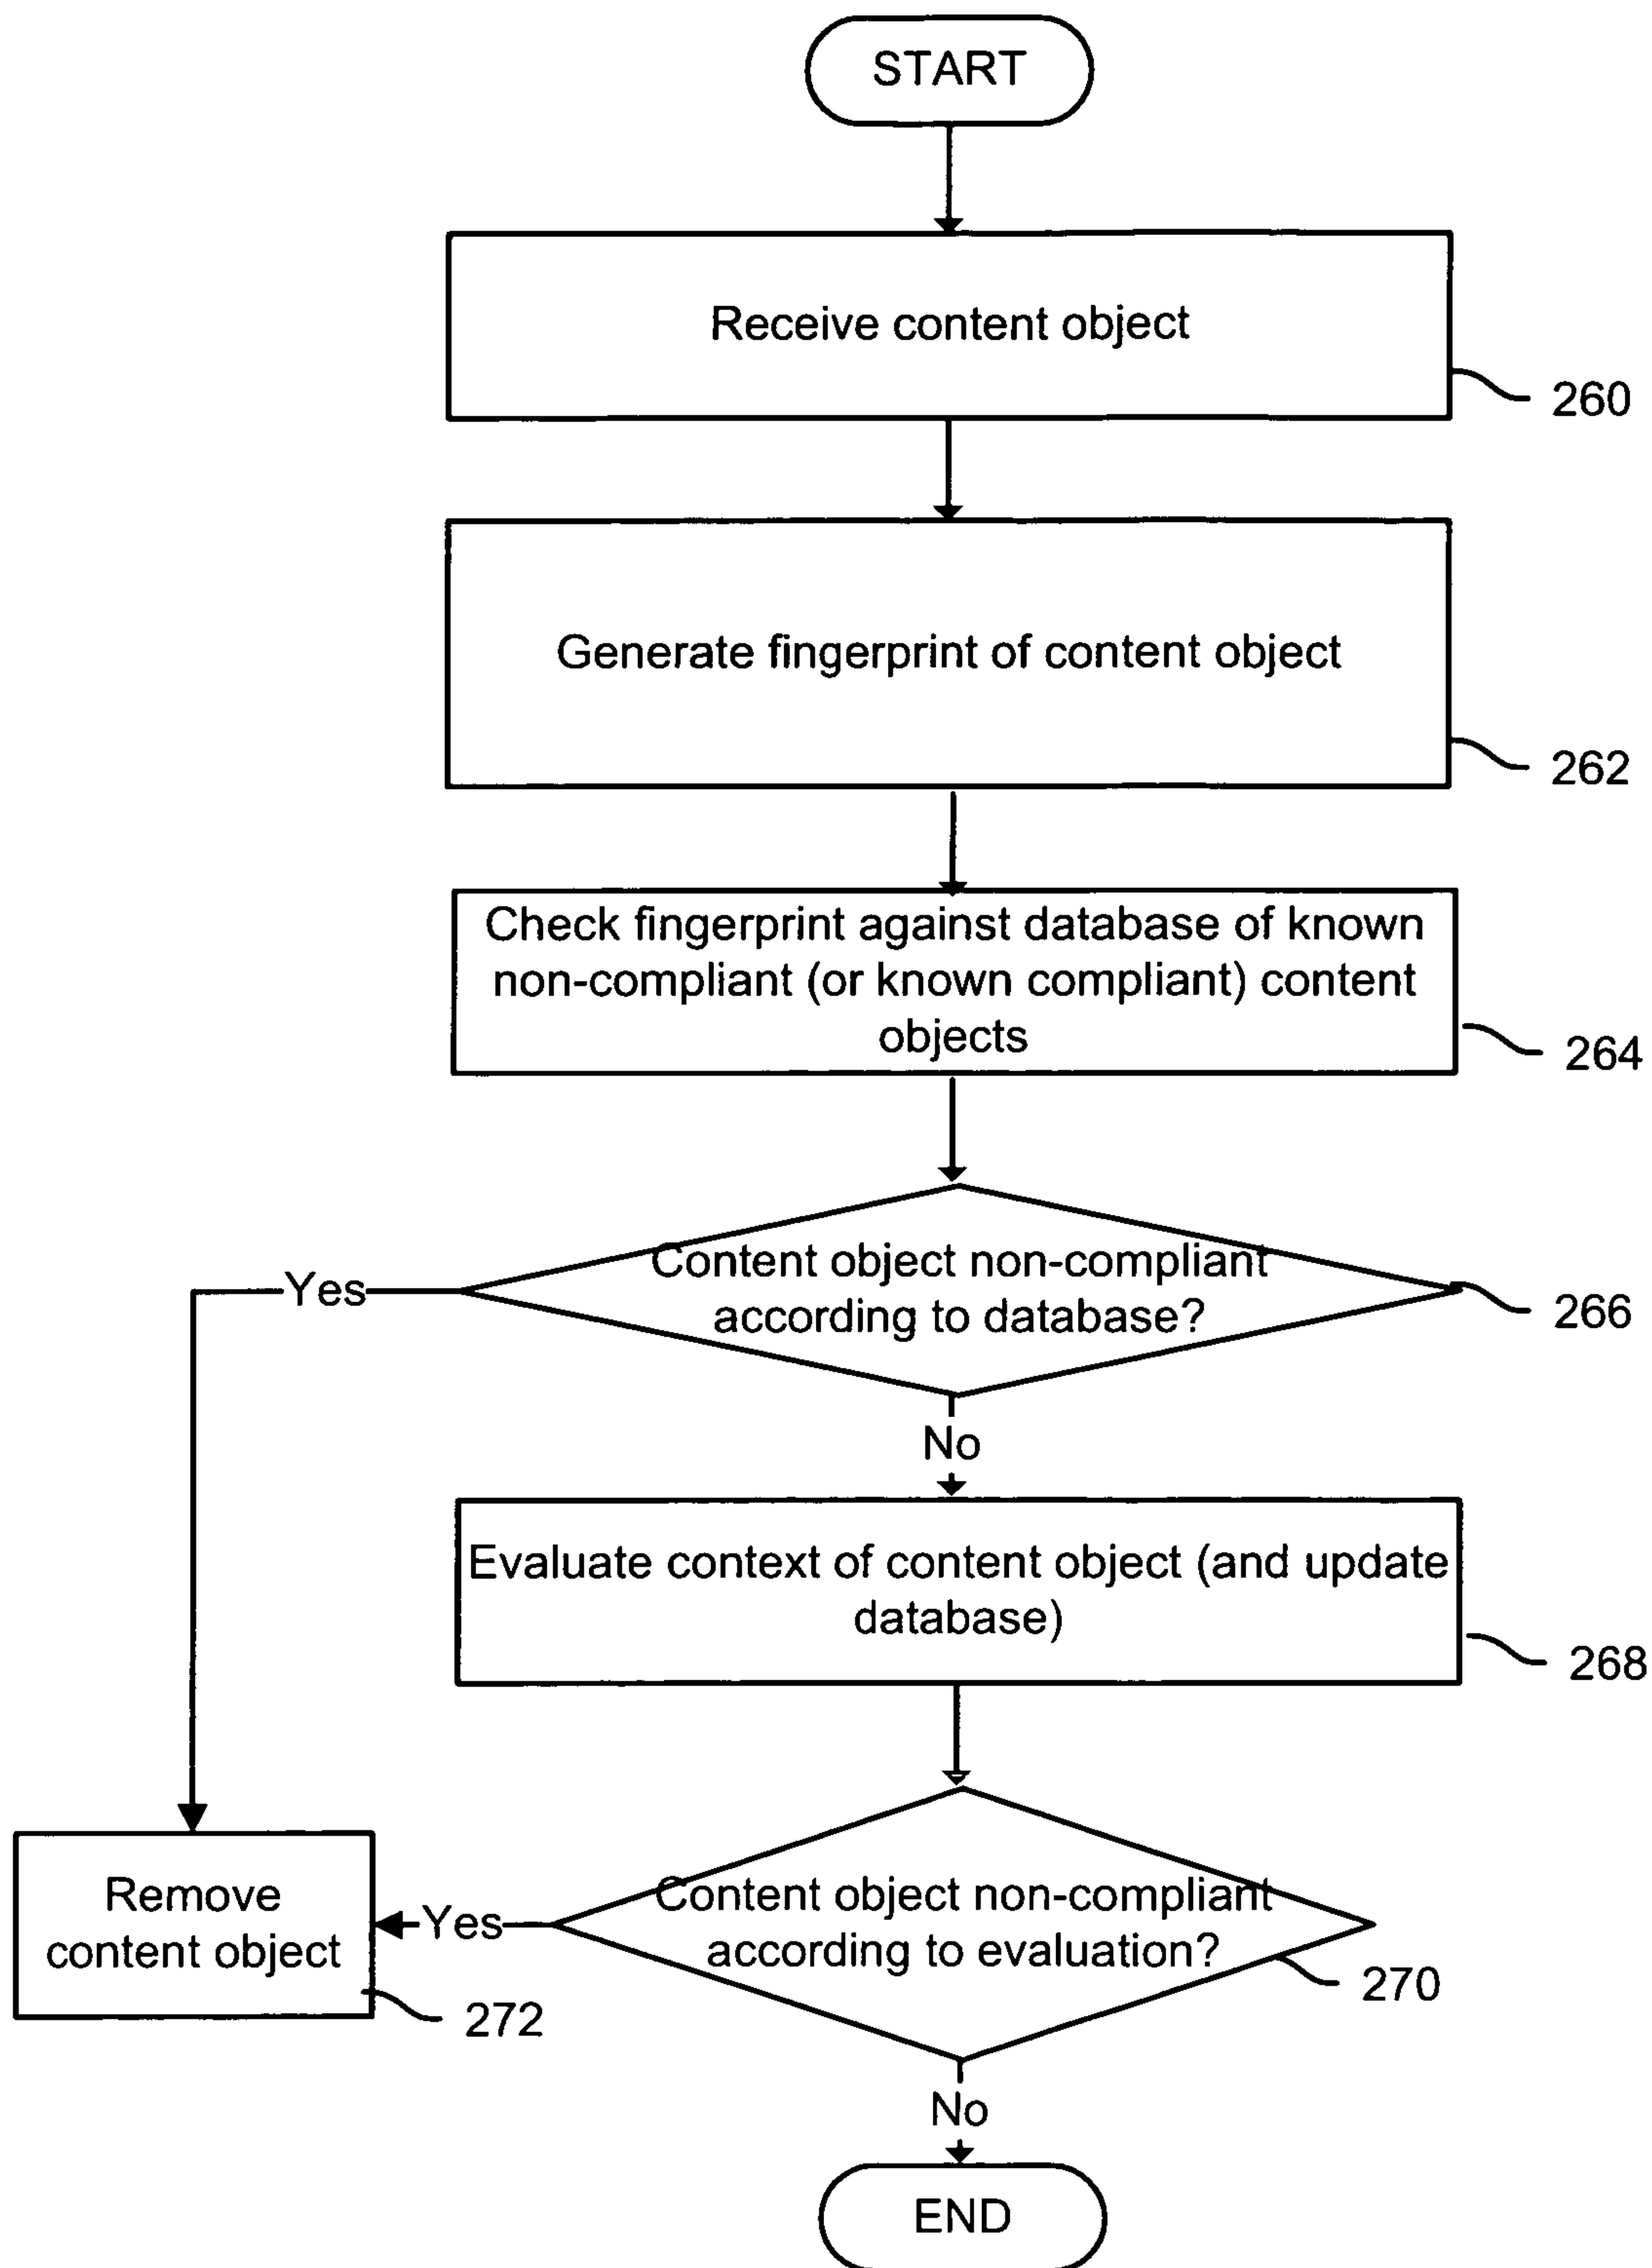 START
Receive content object
260
Generate fingerprint of content object
262
Check fingerprint against database of known
non-compliant (or known compliant) content
objects
264
Content object non-compliant
according to database?
Yes
266
No
Evaluate context of content object (and update
database)
268
Remove
content object
272
Yes
Content object non-compliant
according to evaluation?
270
No
END